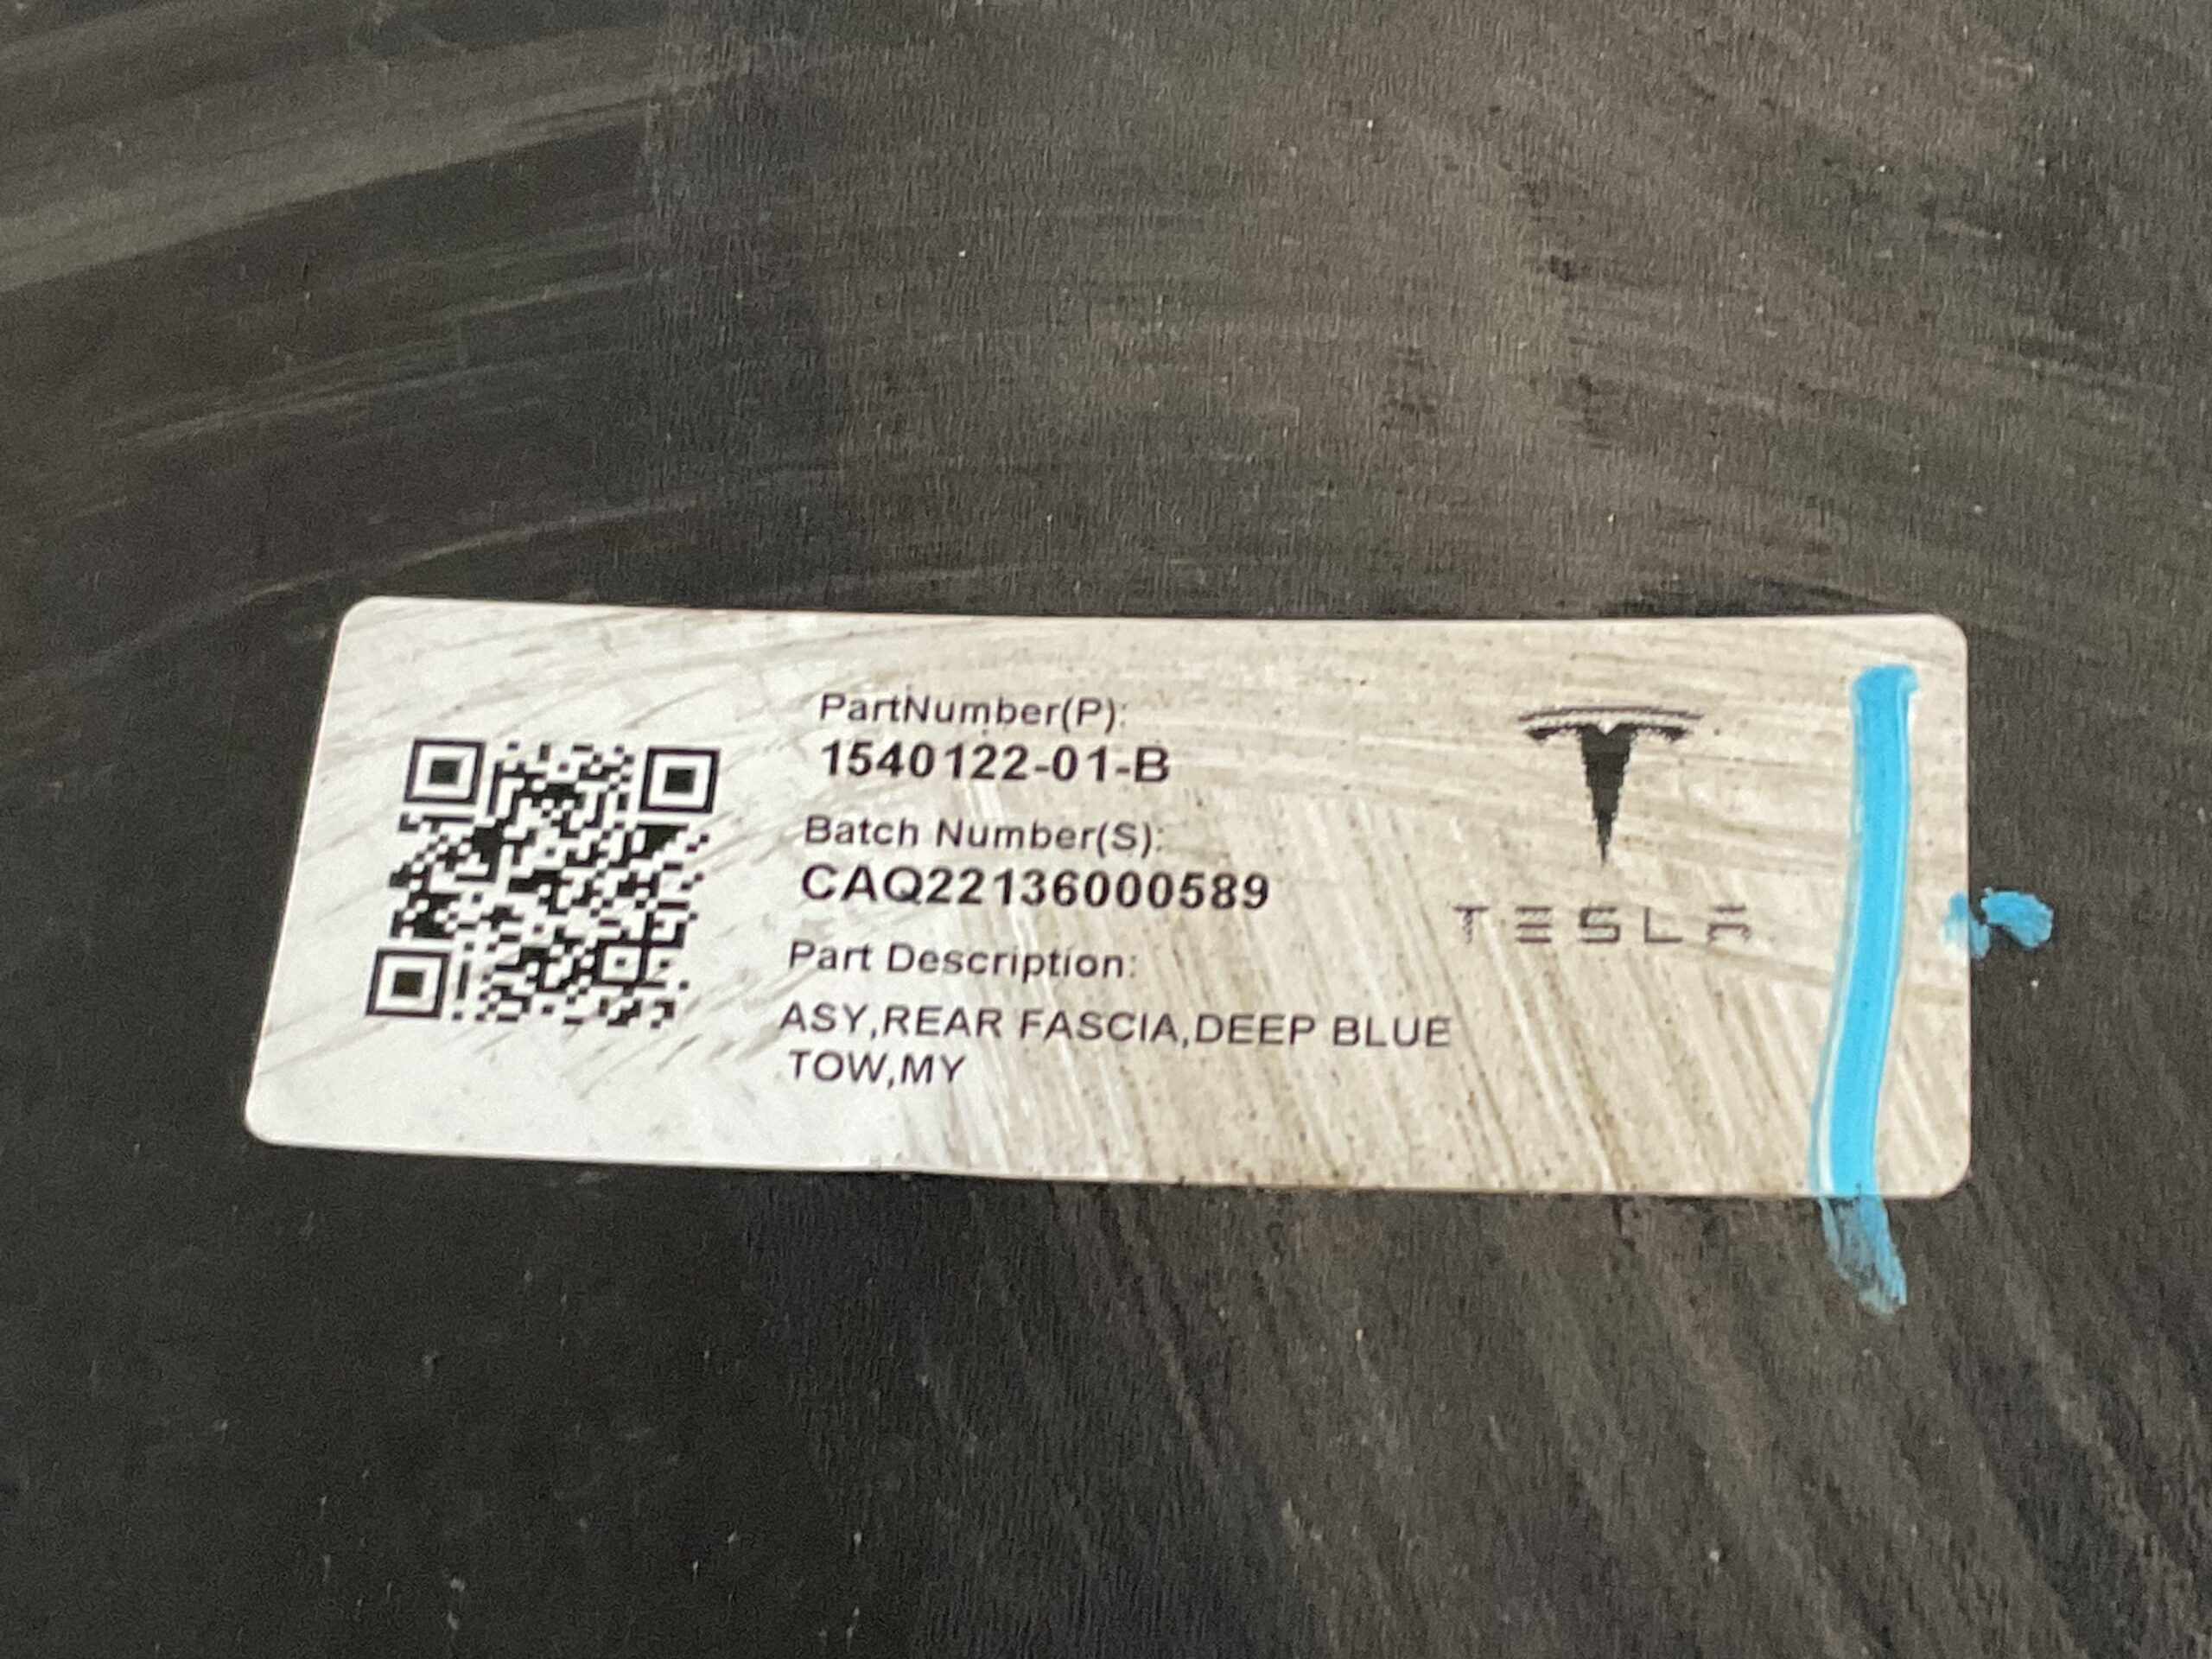 PartNumber(P):
1540122-01-B
Batch Number(S):
CAQ22136000589
Part Description:
ASY,REAR FASCIA,DEEP BLUE
TOW,MY
TESLA